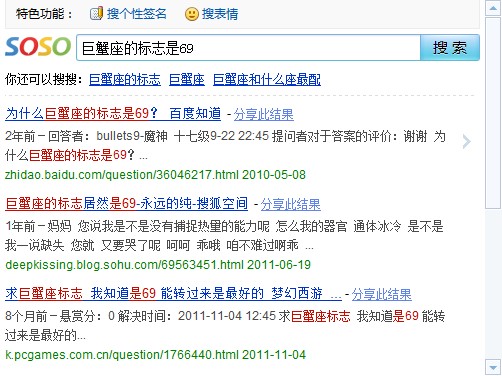 特色功能： 搜个性签名 搜表情
SOSO 巨蟹座的标志是69 搜 索
你还可以搜搜： 巨蟹座的标志 巨蟹座 巨蟹座和什么座最配
为什么巨蟹座的标志是69？ 百度知道 - 分享此结果
2年前－回答者：bullets9-魔神 十七级9-22 22:45 提问者对于答案的评价：谢谢 为
什么巨蟹座的标志是69？...
zhidao.baidu.com/question/36046217.html 2010-05-08
巨蟹座的标志居然是69-永远的纯-搜狐空间 - 分享此结果
1年前－妈妈 您说我是不是没有捕捉热量的能力呢 怎么我的器官 通体冰冷 是不是
我一说缺失 您就 又要哭了呢 呵呵 乖哦 咱不难过啊乖 ...
deepkissing.blog.sohu.com/69563451.html 2011-06-19
求巨蟹座标志 我知道是69 能转过来是最好的 梦幻西游 ... - 分享此结果
8个月前－悬赏分：0 解决时间：2011-11-04 12:45 求巨蟹座标志 我知道是69 能转
过来是最好的...
k.pcgames.com.cn/question/1766440.html 2011-11-04